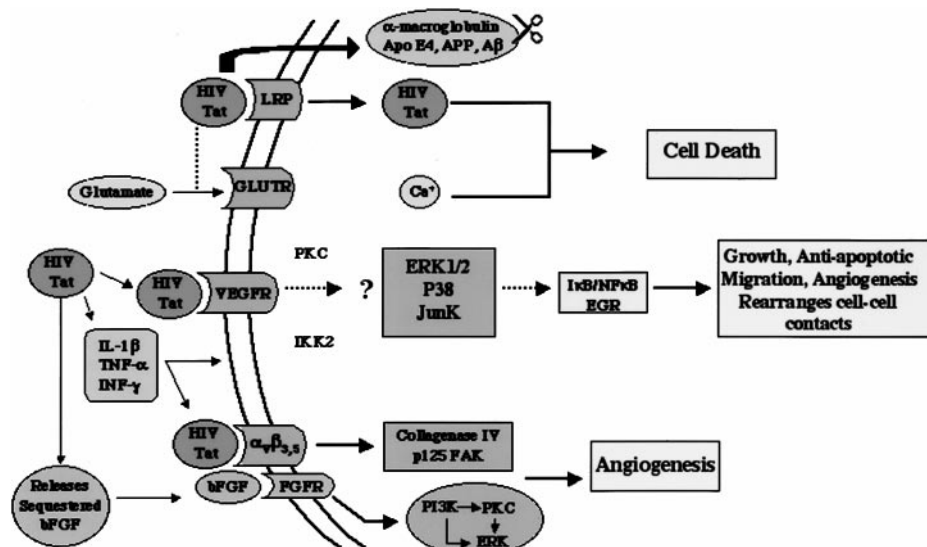 α-macroglobulin
Apo E4, APP, Aβ
HIV
Tat
LRP
HIV
Tat
Cell Death
Glutamate
GLUTR
Ca⁺
HIV
Tat
HIV
Tat
VEGFR
PKC
?
IKK2
ERK1/2
P38
JunK
IκB/NFκB
EGR
Growth, Anti-apoptotic
Migration, Angiogenesis
Rearranges cell-cell
contacts
IL-1β
TNF-α
INF-γ
HIV
Tat
αvβ3,5
Collagenase IV
p125 FAK
Angiogenesis
Releases
Sequestered
bFGF
bFGF
FGFR
PI3K
PKC
ERK